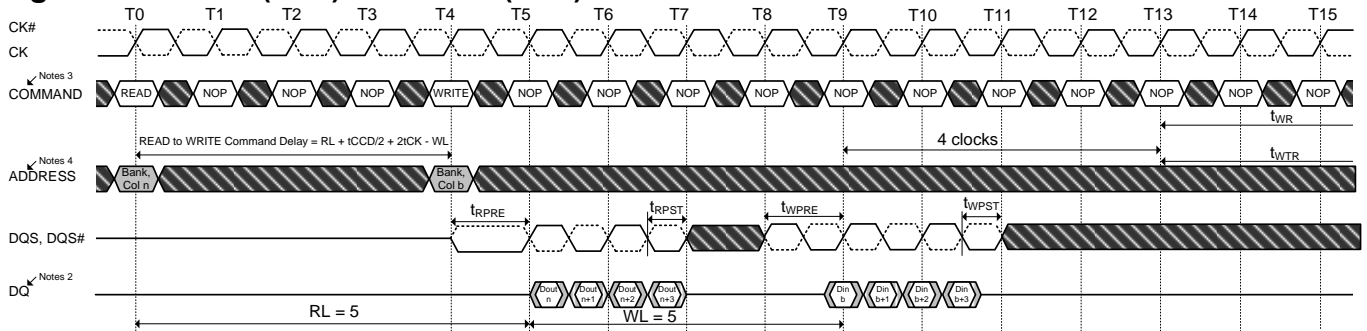 T0 T1 T2 T3 T4 T5 T6 T7 T8 T9 T10 T11 T12 T13 T14 T15
CK#
CK
Notes 3
COMMAND READ NOP NOP NOP WRITE NOP NOP NOP NOP NOP NOP NOP NOP NOP NOP NOP
tWR
READ to WRITE Command Delay = RL + tCCD/2 + 2tCK - WL
4 clocks
tWTR
Notes 4
ADDRESS Bank, Col n Bank, Col b
tRPRE tRPST tWPRE tWPST
DQS, DQS#
Notes 2
DQ Dout n Dout n+1 Dout n+2 Dout n+3 Din b Din b+1 Din b+2 Din b+3
RL = 5 WL = 5